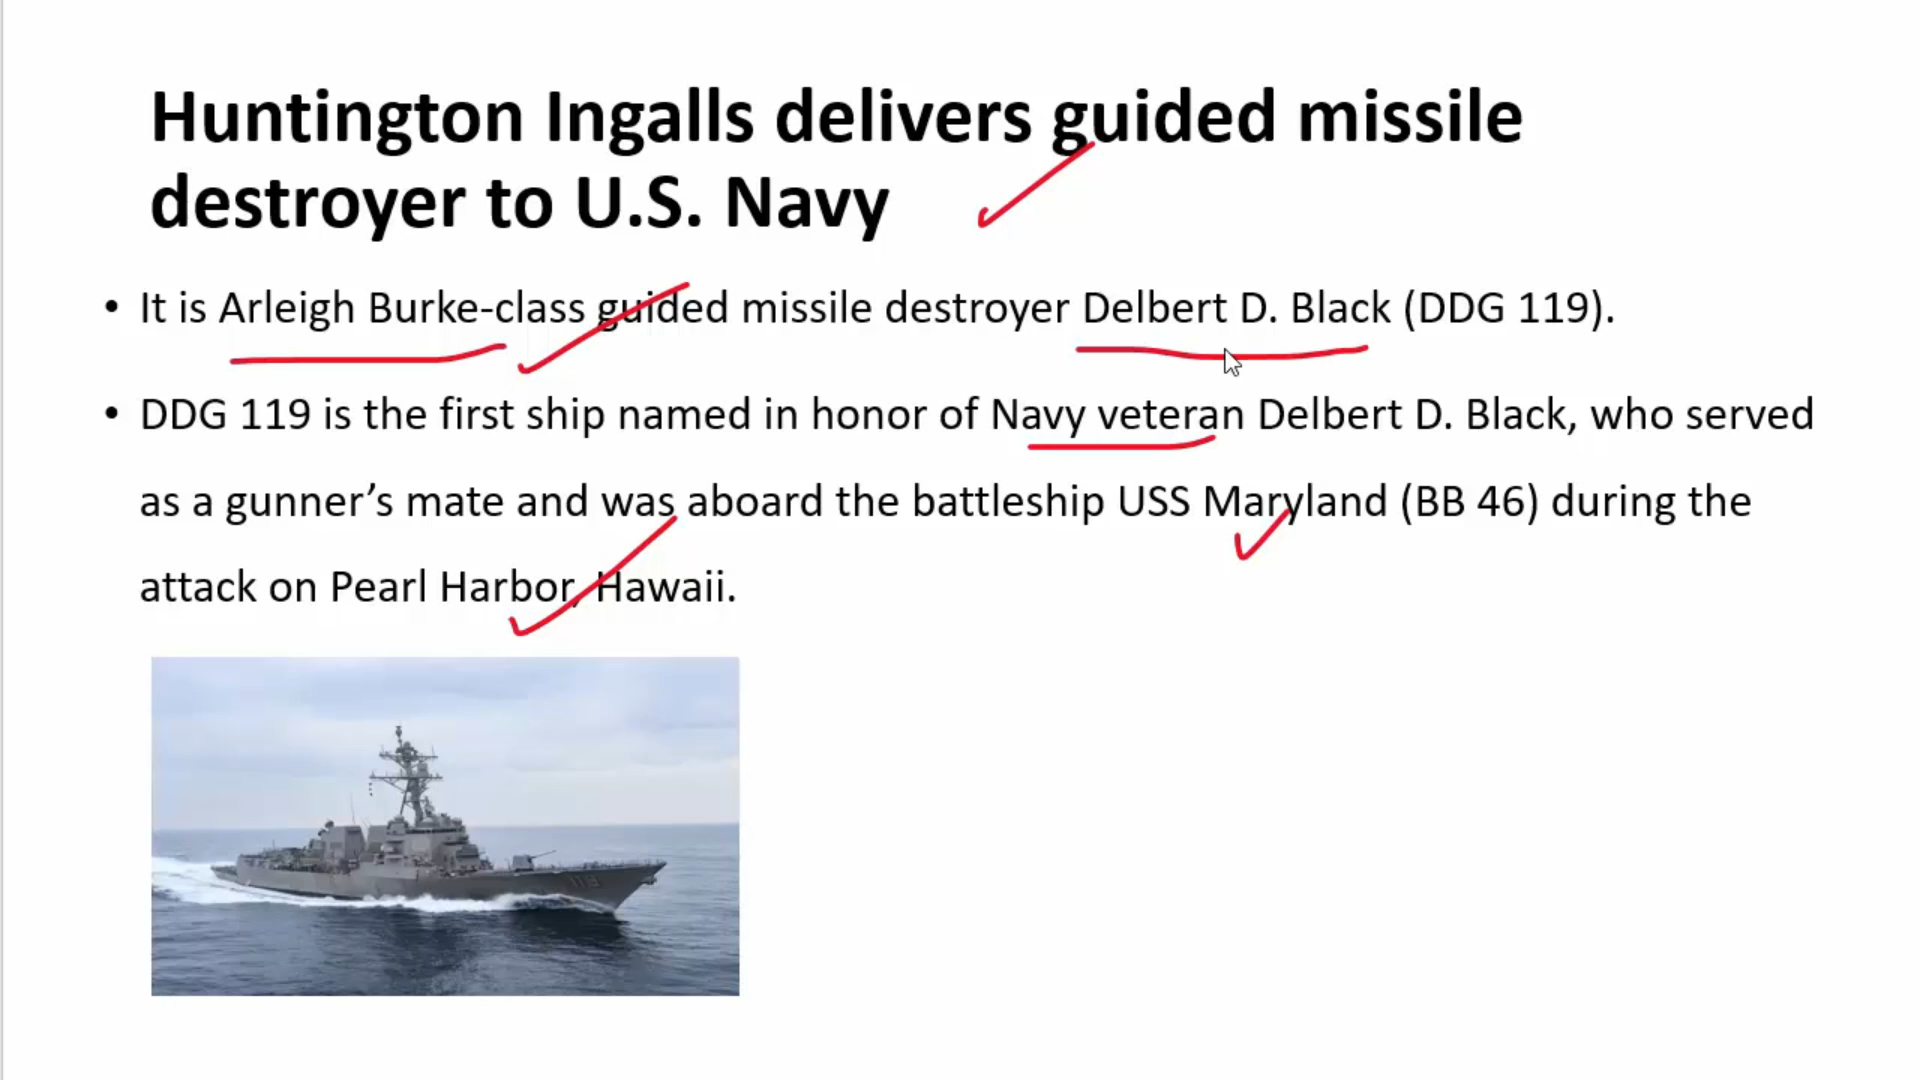 Huntington Ingalls delivers guided missile
destroyer to U.S. Navy
• It is Arleigh Burke-class guided missile destroyer Delbert D. Black (DDG 119).
• DDG 119 is the first ship named in honor of Navy veteran Delbert D. Black, who served
as a gunner’s mate and was aboard the battleship USS Maryland (BB 46) during the
attack on Pearl Harbor, Hawaii.
119